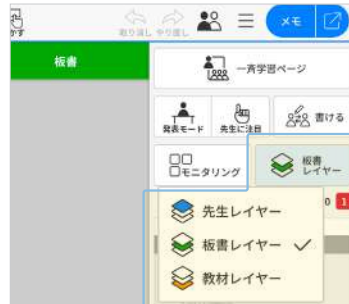 かす
取り消し やり直し
メモ
板書
一斉学習ページ
発表モード 先生に注目 書ける
モニタリング
板書
レイヤー
0 1
先生レイヤー
板書レイヤー ✓
教材レイヤー